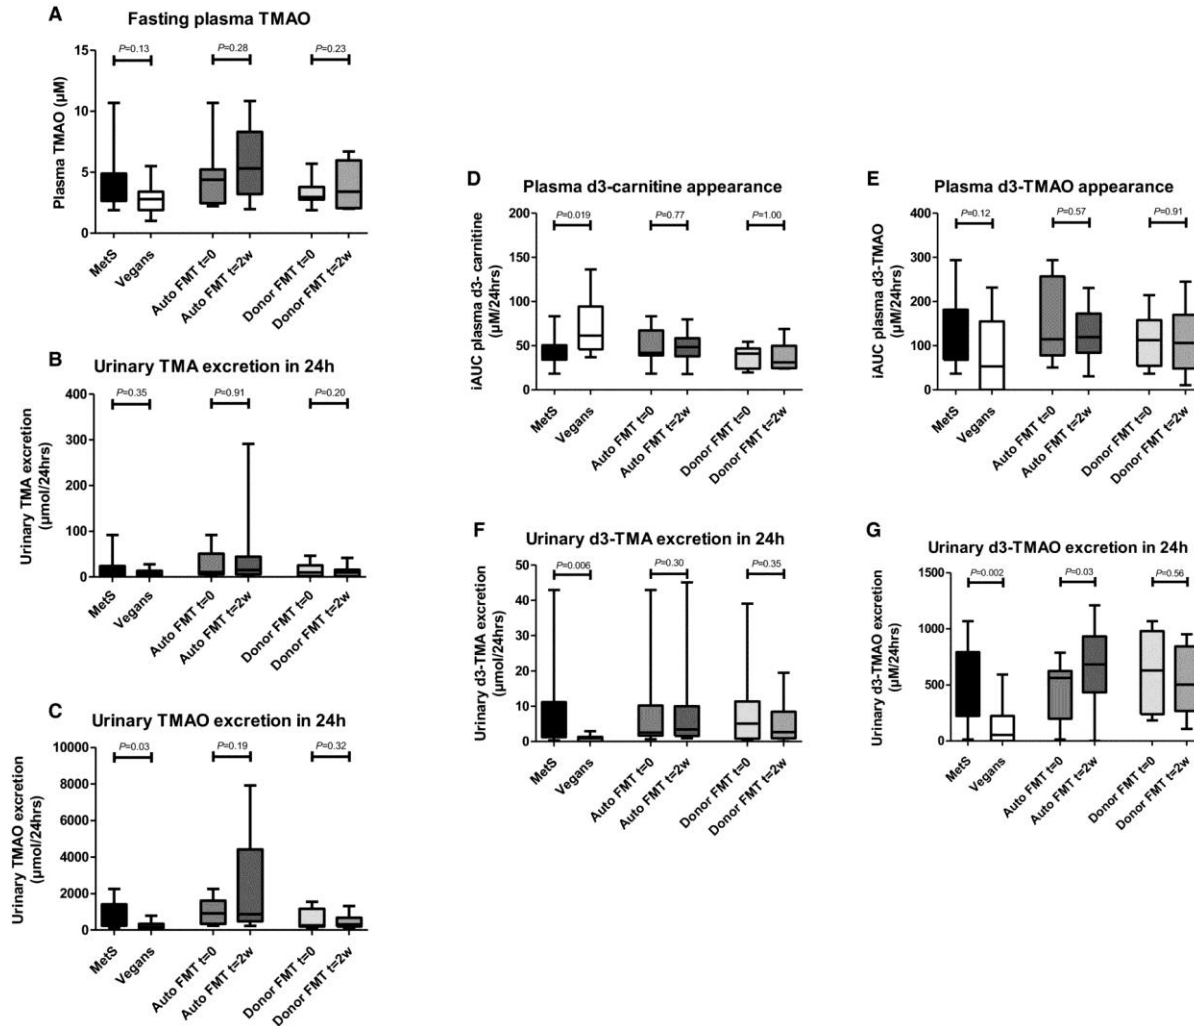 A
Fasting plasma TMAO
P=0.13
P=0.28
P=0.23
15
10
5
0
Plasma TMAO (µM)
MetS
Vegans
Auto FMT t=0
Auto FMT t=2w
Donor FMT t=0
Donor FMT t=2w
B
Urinary TMA excretion in 24h
P=0.35
P=0.91
P=0.20
400
300
200
100
0
Urinary TMA excretion
(µmol/24hrs)
MetS
Vegans
Auto FMT t=0
Auto FMT t=2w
Donor FMT t=0
Donor FMT t=2w
C
Urinary TMAO excretion in 24h
P=0.03
P=0.19
P=0.32
10000
8000
6000
4000
2000
0
Urinary TMAO excretion
(µmol/24hrs)
MetS
Vegans
Auto FMT t=0
Auto FMT t=2w
Donor FMT t=0
Donor FMT t=2w
D
Plasma d3-carnitine appearance
P=0.019
P=0.77
P=1.00
200
150
100
50
0
iAUC plasma d3- carnitine
(µM/24hrs)
MetS
Vegans
Auto FMT t=0
Auto FMT t=2w
Donor FMT t=0
Donor FMT t=2w
E
Plasma d3-TMAO appearance
P=0.12
P=0.57
P=0.91
400
300
200
100
0
iAUC plasma d3-TMAO
(µM/24hrs)
MetS
Vegans
Auto FMT t=0
Auto FMT t=2w
Donor FMT t=0
Donor FMT t=2w
F
Urinary d3-TMA excretion in 24h
P=0.006
P=0.30
P=0.35
50
40
30
20
10
0
Urinary d3-TMA excretion
(µmol/24hrs)
MetS
Vegans
Auto FMT t=0
Auto FMT t=2w
Donor FMT t=0
Donor FMT t=2w
G
Urinary d3-TMAO excretion in 24h
P=0.002
P=0.03
P=0.56
1500
1000
500
0
Urinary d3-TMAO excretion
(µM/24hrs)
MetS
Vegans
Auto FMT t=0
Auto FMT t=2w
Donor FMT t=0
Donor FMT t=2w